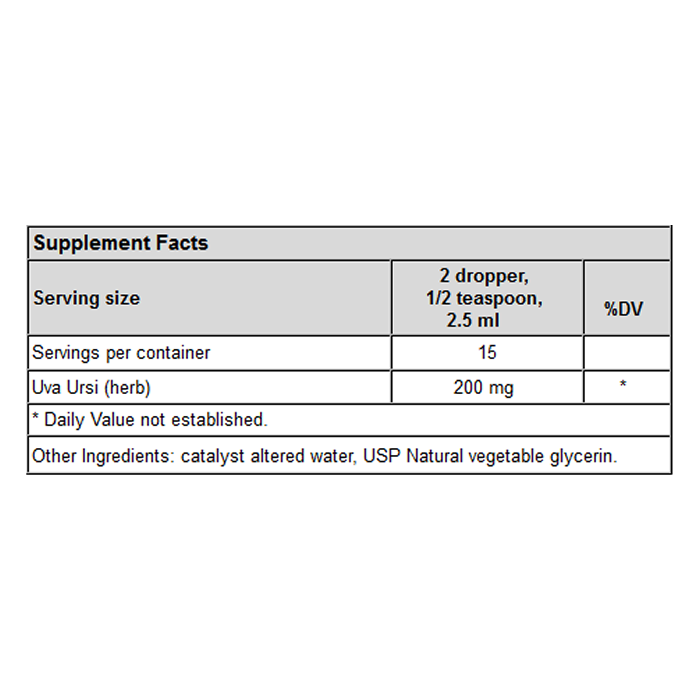 Supplement Facts
Serving size
2 dropper,
1/2 teaspoon,
2.5 ml
%DV
Servings per container 15
Uva Ursi (herb) 200 mg *
* Daily Value not established.
Other Ingredients: catalyst altered water, USP Natural vegetable glycerin.